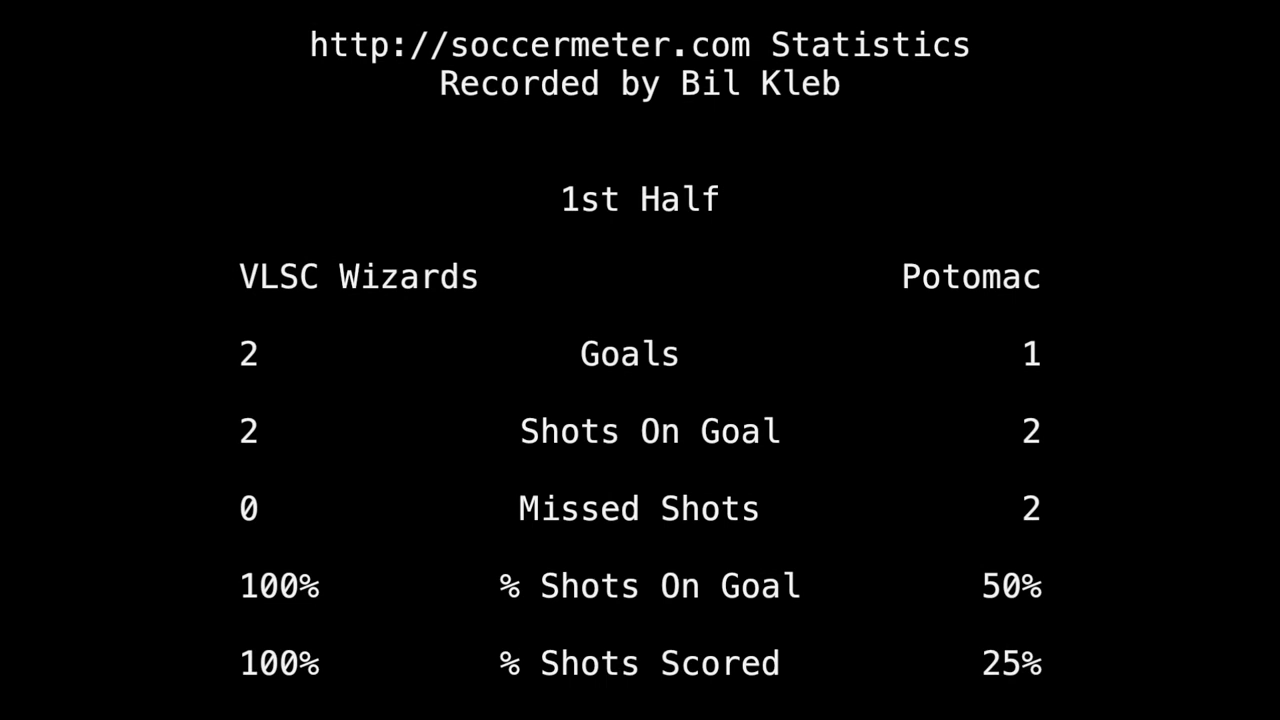 http://soccermeter.com Statistics
Recorded by Bil Kleb
1st Half
VLSC Wizards Potomac
2 Goals 1
2 Shots On Goal 2
0 Missed Shots 2
100% % Shots On Goal 50%
100% % Shots Scored 25%